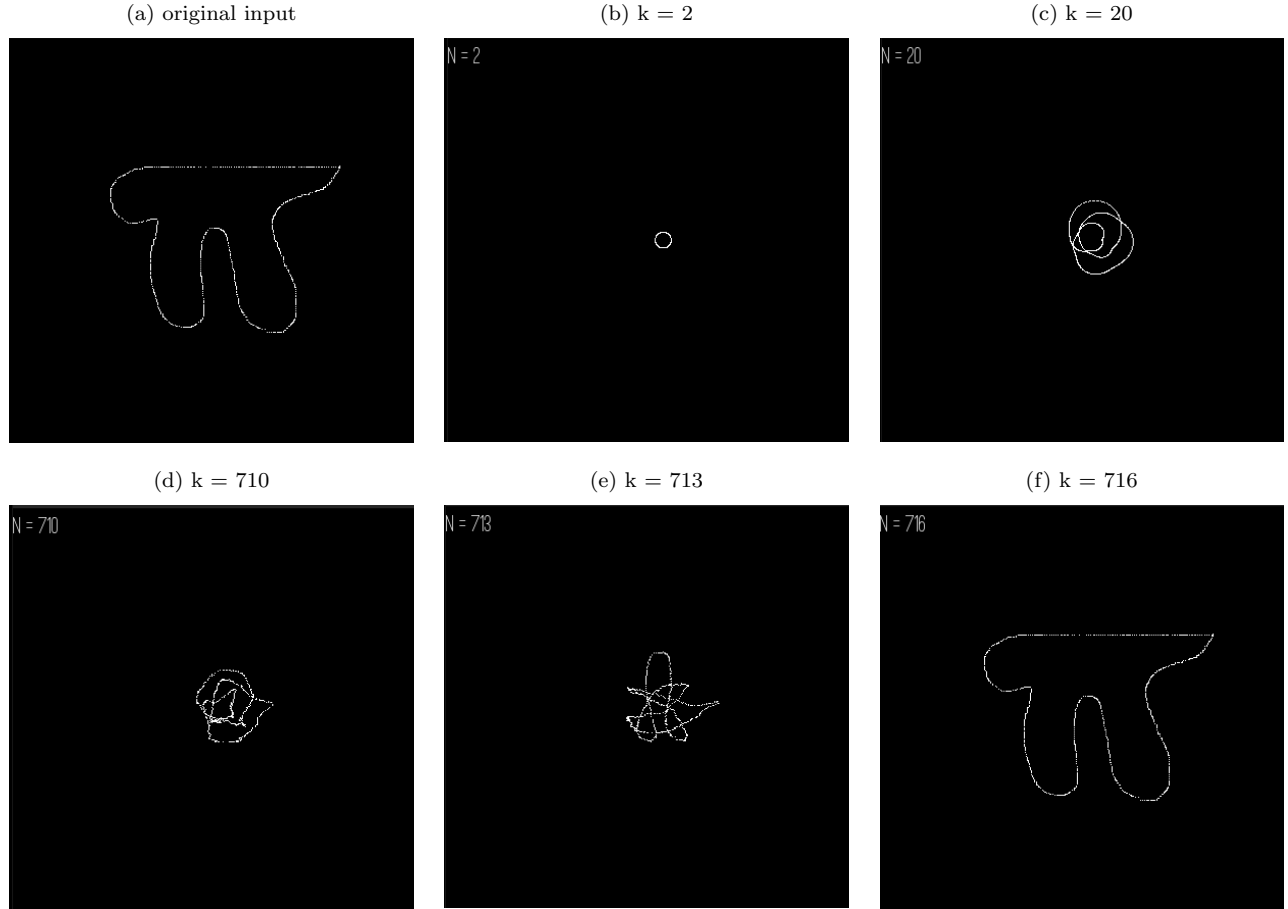 (a) original input
(b) k = 2
(c) k = 20
N = 2
N = 20
(d) k = 710
(e) k = 713
(f) k = 716
N = 710
N = 713
N = 716